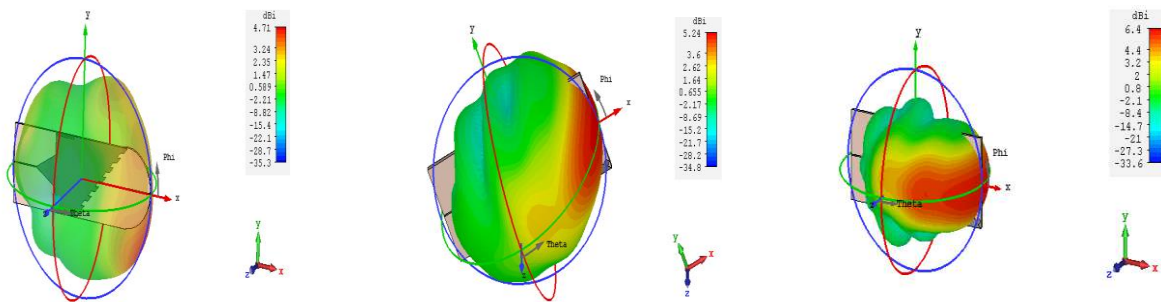 dBi
4.71
3.24
2.35
1.47
0.589
-2.21
-8.82
-15.4
-22.1
-28.7
-35.3
y
Phi
x
z
Theta
y
x
z
dBi
5.24
3.6
2.62
1.64
0.655
-2.17
-8.69
-15.2
-21.7
-28.2
-34.8
y
Phi
x
Theta
z
y
x
z
dBi
6.4
4.4
3.2
2
0.8
-2.1
-8.4
-14.7
-21
-27.3
-33.6
y
Phi
x
z
Theta
y
x
z